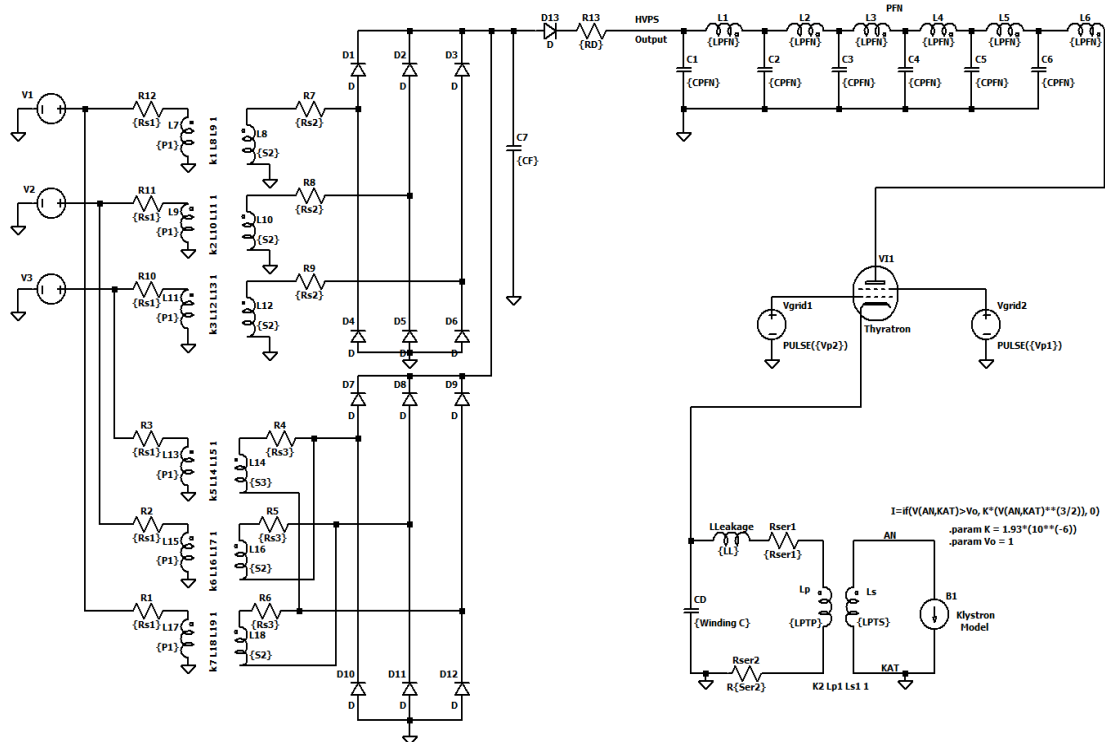 PFN
D13
D
R13
{RD}
HVPS
Output
L1
{LPFN}
L2
{LPFN}
L3
{LPFN}
L4
{LPFN}
L5
{LPFN}
L6
{LPFN}
C1
{CPFN}
C2
{CPFN}
C3
{CPFN}
C4
{CPFN}
C5
{CPFN}
C6
{CPFN}
D1
D
D2
D
D3
D
V1
R12
{Rs1}
L7
{P1}
k1 L8 L9 1
L8
{S2}
R7
{Rs2}
C7
{CF}
V2
R11
{Rs1}
L9
{P1}
k2 L10 L11 1
L10
{S2}
R8
{Rs2}
V3
R10
{Rs1}
L11
{P1}
k3 L12 L13 1
L12
{S2}
R9
{Rs2}
D4
D
D5
D
D6
D
VI1
Thyratron
Vgrid1
PULSE({Vp2})
Vgrid2
PULSE({Vp1})
D7
D
D8
D
D9
D
R3
{Rs1}
L13
{P1}
k5 L14 L15 1
R4
{Rs3}
L14
{S3}
R2
{Rs1}
L15
{P1}
k6 L16 L17 1
R5
{Rs3}
L16
{S2}
R1
{Rs1}
L17
{P1}
k7 L18 L19 1
R6
{Rs3}
L18
{S2}
D10
D
D11
D
D12
D
I=if(V(AN,KAT)>Vo, K*(V(AN,KAT)**(3/2)), 0)
.param K = 1.93*(10**(-6))
.param Vo = 1
LLeakage
{LL}
Rser1
{Rser1}
AN
Lp
{LPTP}
Ls
{LPTS}
B1
Klystron
Model
CD
{Winding C}
Rser2
R{Ser2}
KAT
K2 Lp1 Ls1 1